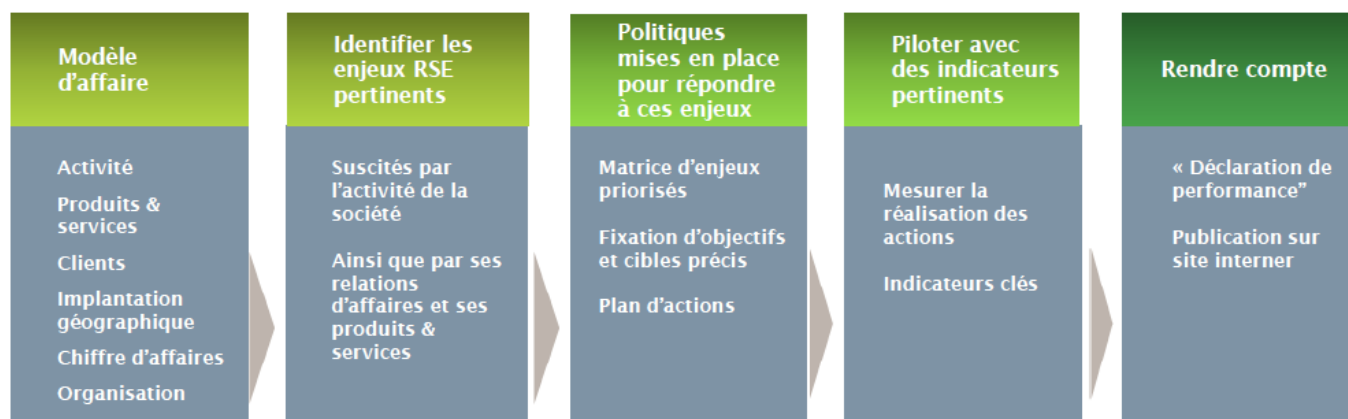 Modèle
d'affaire
Activité
Produits &
services
Clients
Implantation
géographique
Chiffre d'affaires
Organisation
Identifier les
enjeux RSE
pertinents
Suscités par
l'activité de la
société
Ainsi que par ses
relations
d'affaires et ses
produits &
services
Politiques
mises en place
pour répondre
à ces enjeux
Matrice d'enjeux
priorisés
Fixation d'objectifs
et cibles précis
Plan d'actions
Piloter avec
des indicateurs
pertinents
Mesurer la
réalisation des
actions
Indicateurs clés
Rendre compte
« Déclaration de
performance”
Publication sur
site interner